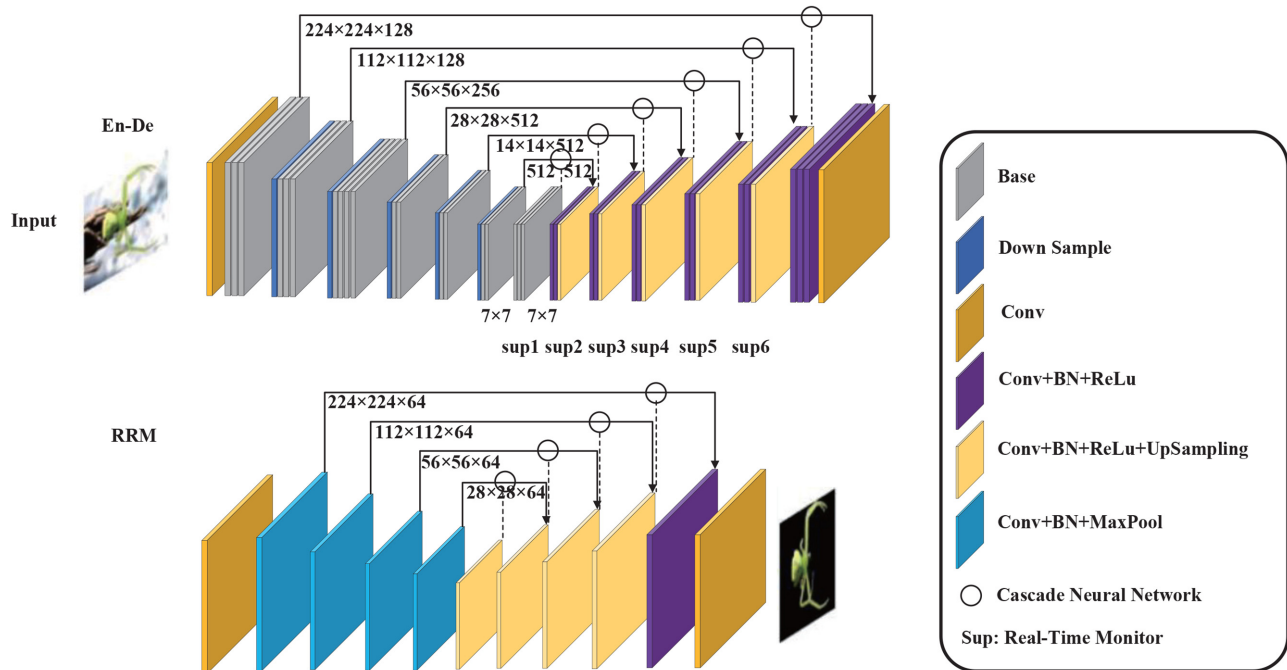 224×224×128
112×112×128
56×56×256
En-De
28×28×512
14×14×512
512 512
Input
7×7 7×7
sup1 sup2 sup3 sup4 sup5 sup6
224×224×64
RRM
112×112×64
56×56×64
28×28×64
Base
Down Sample
Conv
Conv+BN+ReLu
Conv+BN+ReLu+UpSampling
Conv+BN+MaxPool
Cascade Neural Network
Sup: Real-Time Monitor